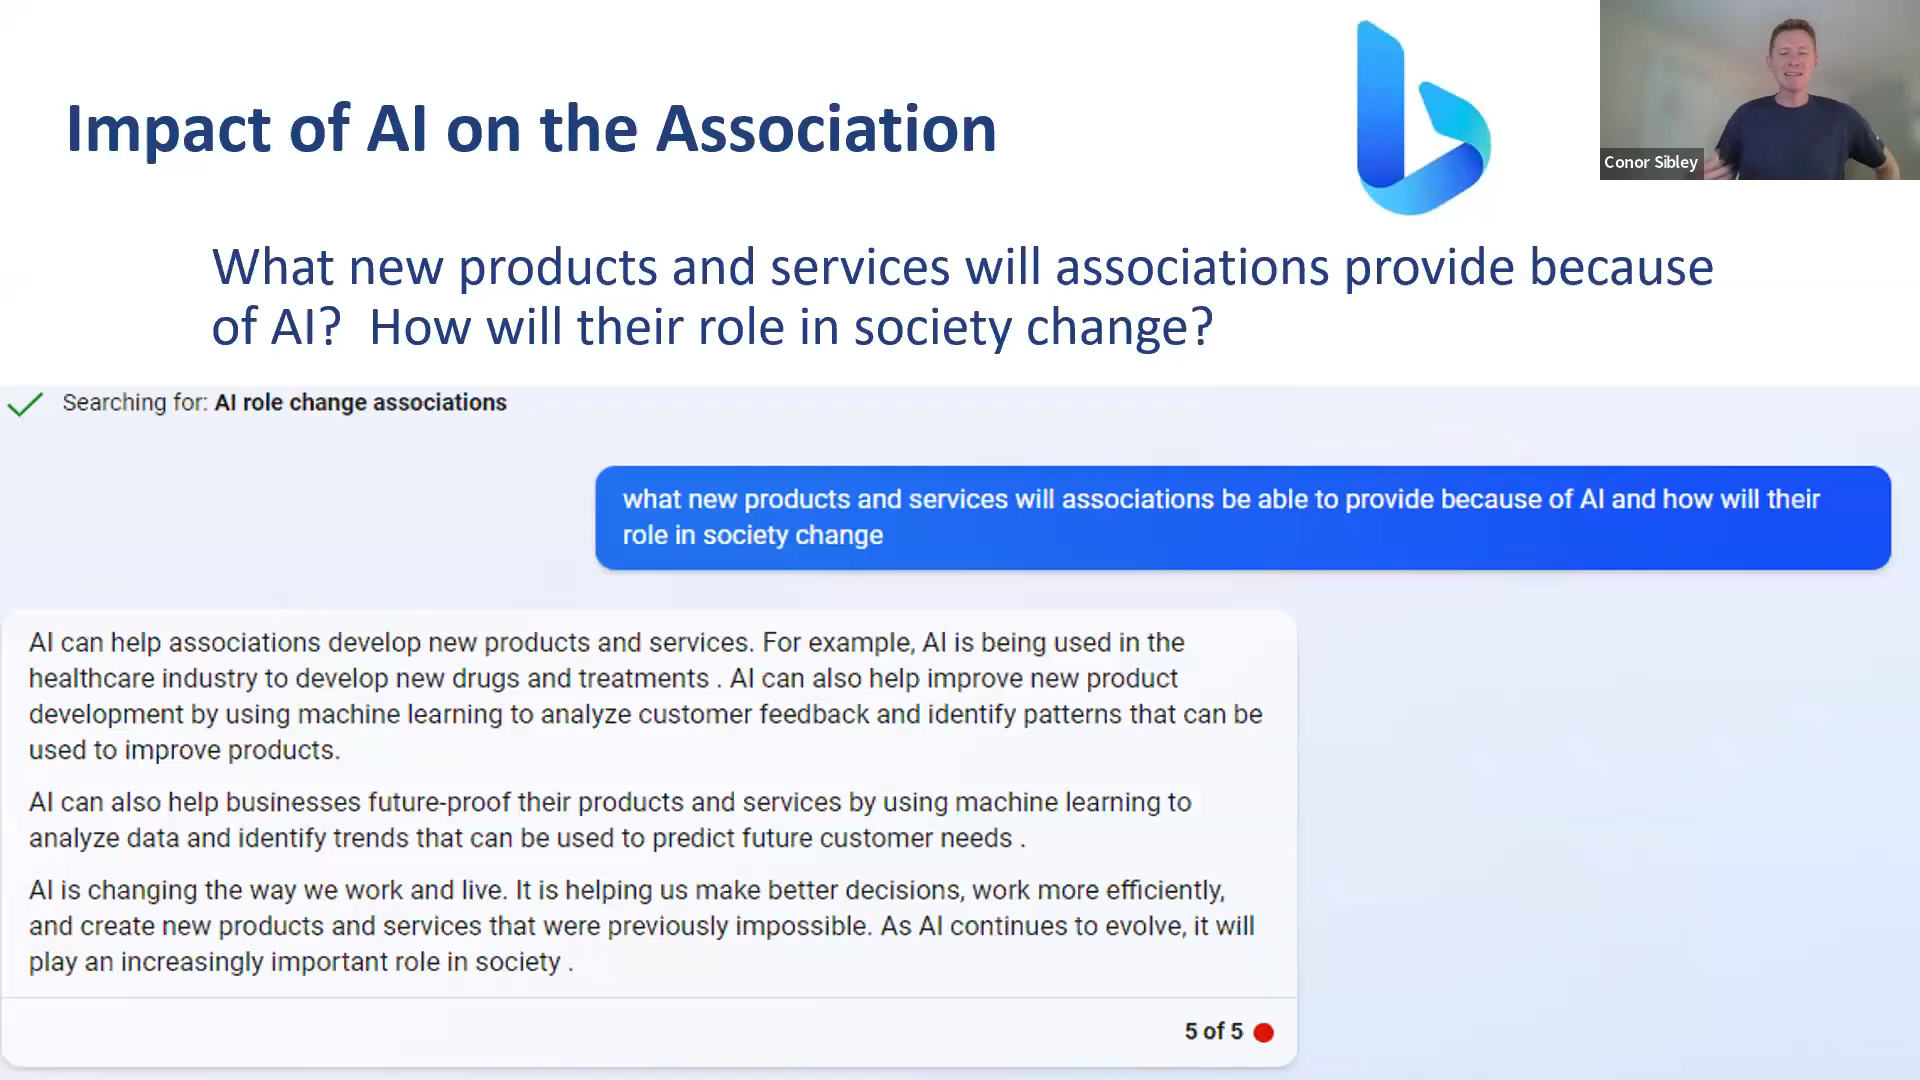 Impact of AI on the Association
Conor Sibley
What new products and services will associations provide because
of AI?  How will their role in society change?
Searching for: AI role change associations
what new products and services will associations be able to provide because of AI and how will their
role in society change
AI can help associations develop new products and services. For example, AI is being used in the
healthcare industry to develop new drugs and treatments . AI can also help improve new product
development by using machine learning to analyze customer feedback and identify patterns that can be
used to improve products.
AI can also help businesses future-proof their products and services by using machine learning to
analyze data and identify trends that can be used to predict future customer needs .
AI is changing the way we work and live. It is helping us make better decisions, work more efficiently,
and create new products and services that were previously impossible. As AI continues to evolve, it will
play an increasingly important role in society .
5 of 5